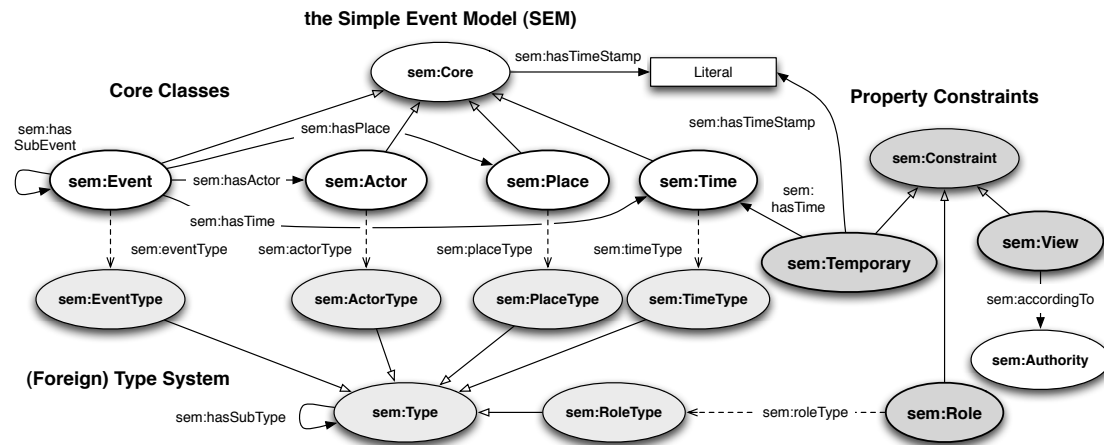 the Simple Event Model (SEM)
sem:hasTimeStamp
sem:Core
Literal
Core Classes
Property Constraints
sem:has
SubEvent
sem:hasPlace
sem:hasTimeStamp
sem:Constraint
sem:Event
sem:hasActor
sem:Actor
sem:Place
sem:Time
sem:
hasTime
sem:hasTime
sem:View
sem:eventType
sem:actorType
sem:placeType
sem:timeType
sem:Temporary
sem:EventType
sem:ActorType
sem:PlaceType
sem:TimeType
sem:accordingTo
sem:Authority
(Foreign) Type System
sem:hasSubType
sem:Type
sem:RoleType
sem:roleType
sem:Role